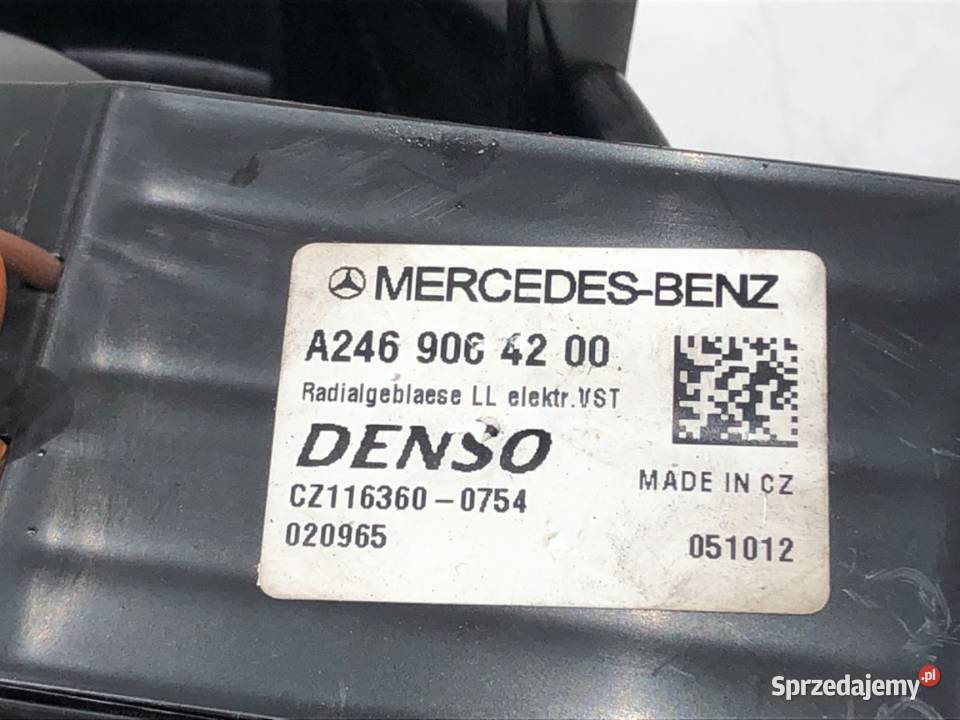 MERCEDES-BENZ
A246 906 42 00
Radialgeblaese LL elektr.VST
DENSO
MADE IN CZ
CZ116360-0754
020965
051012
Sprzedajemy.pl